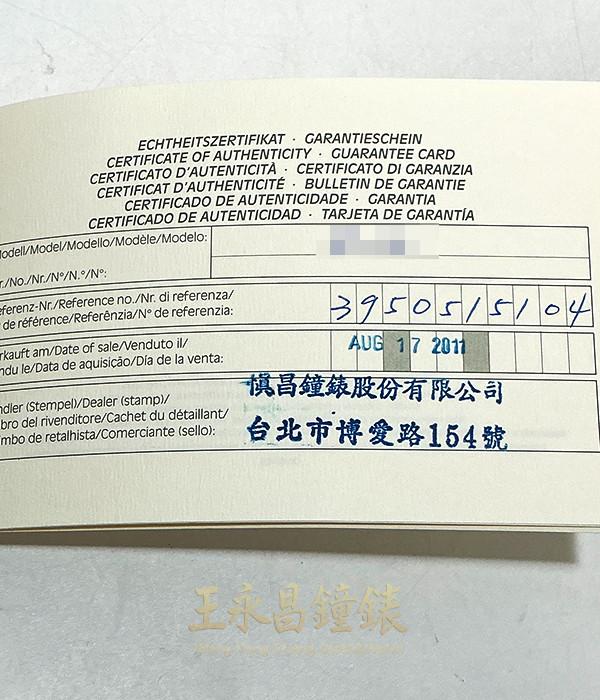 ECHTHEITSZERTIFIKAT · GARANTIESCHEIN
CERTIFICATE OF AUTHENTICITY · GUARANTEE CARD
CERTIFICATO D'AUTENTICITÀ · CERTIFICATO DI GARANZIA
CERTIFICAT D'AUTHENTICITÉ · BULLETIN DE GARANTIE
CERTIFICADO DE AUTENTICIDADE · GARANTIA
CERTIFICADO DE AUTENTICIDAD · TARJETA DE GARANTÍA
odell/Model/Modello/Modèle/Modelo:
r./No./Nr./N°/N.°/N°:
eferenz-Nr./Reference no./Nr. di referenza/
de référence/Referência/N° de referencia:
3950515104
rkauft am/Date of sale/Venduto il/
ndu le/Data de aquisição/Día de la venta:
AUG 17 2011
ndler (Stempel)/Dealer (stamp)/
bro del rivenditore/Cachet du détaillant/
mbo de retalhista/Comerciante (sello):
慎昌鐘錶股份有限公司
台北市博愛路154號
王永昌鐘錶